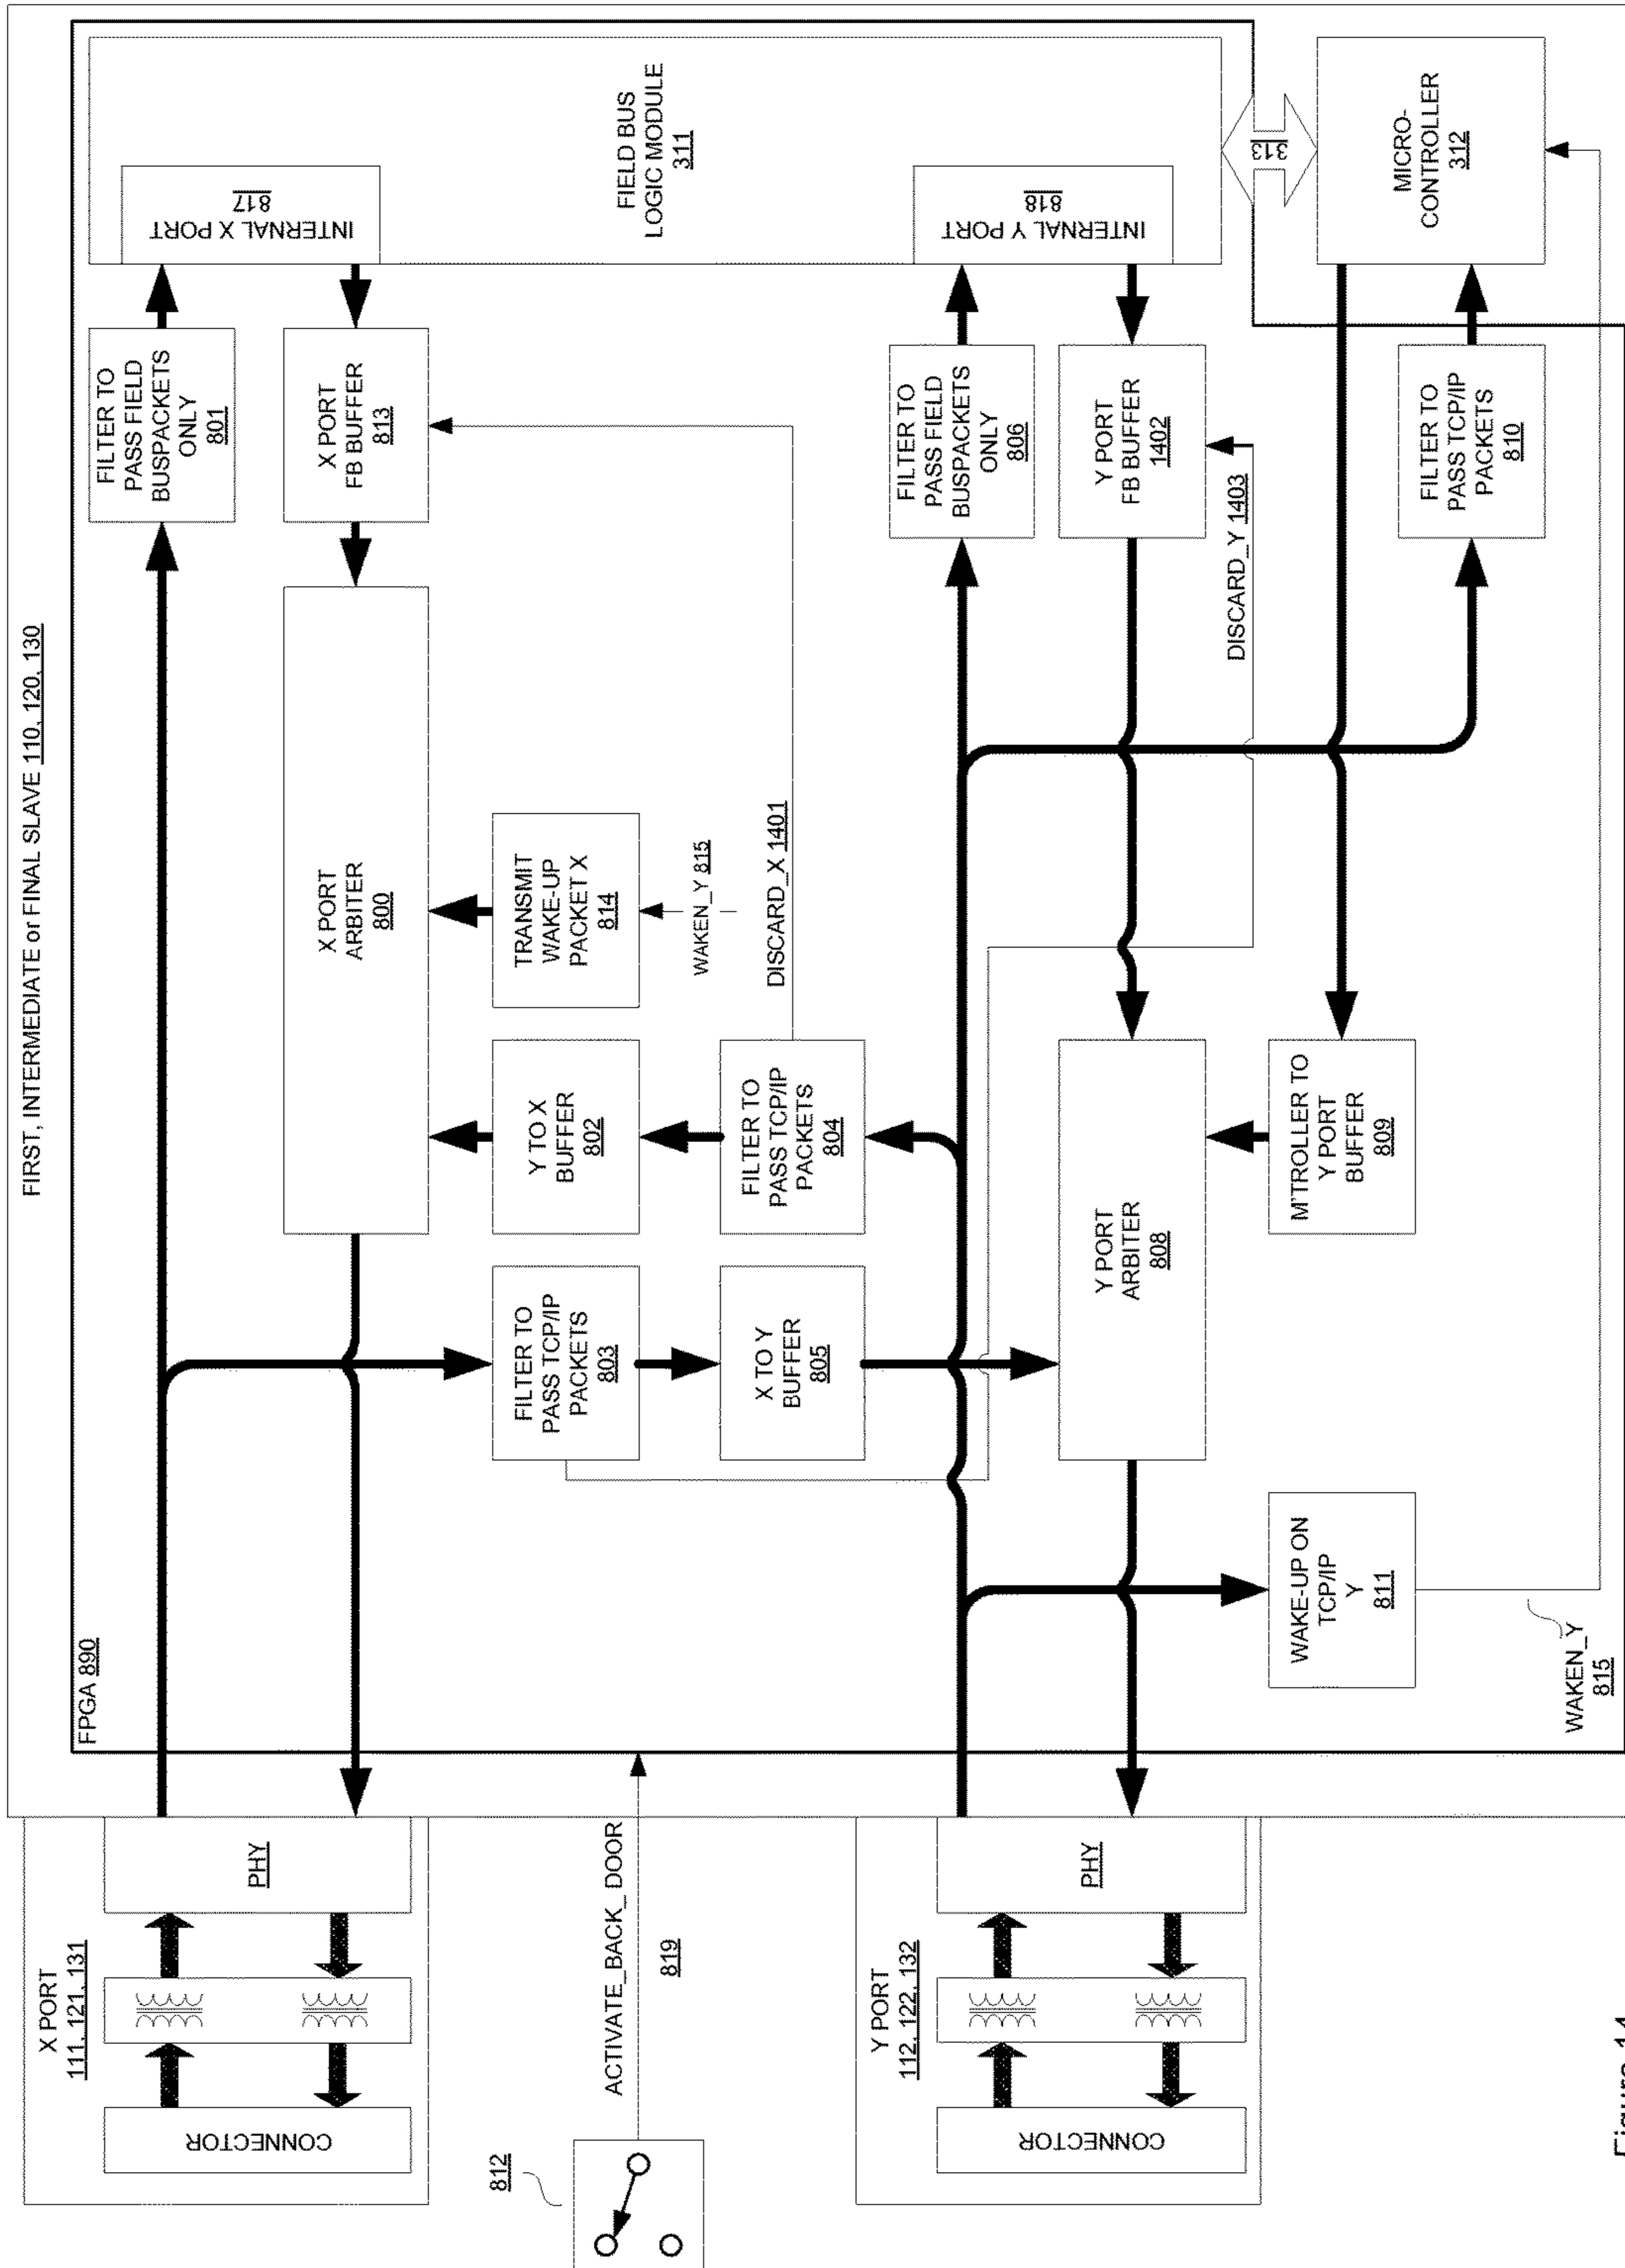 FIRST, INTERMEDIATE or FINAL SLAVE 110, 120, 130
X PORT
111, 121, 131
CONNECTOR
PHY
FPGA 890
FILTER TO
PASS FIELD
BUSPACKETS
ONLY
801
INTERNAL X PORT
817
X PORT
ARBITER
800
X PORT
FB BUFFER
813
FIELD BUS
LOGIC MODULE
311
812
ACTIVATE_BACK_DOOR
819
FILTER TO
PASS TCP/IP
PACKETS
803
Y TO X
BUFFER
802
TRANSMIT
WAKE-UP
PACKET X
814
WAKEN_Y 815
X TO Y
BUFFER
805
FILTER TO
PASS TCP/IP
PACKETS
804
DISCARD_X 1401
Y PORT
112, 122, 132
CONNECTOR
PHY
FILTER TO
PASS FIELD
BUSPACKETS
ONLY
806
INTERNAL Y PORT
818
Y PORT
ARBITER
808
Y PORT
FB BUFFER
1402
DISCARD_Y 1403
313
WAKE-UP ON
TCP/IP
Y
811
M'TROLLER TO
Y PORT
BUFFER
809
FILTER TO
PASS TCP/IP
PACKETS
810
MICRO-
CONTROLLER
312
WAKEN_Y
815
Figure 14